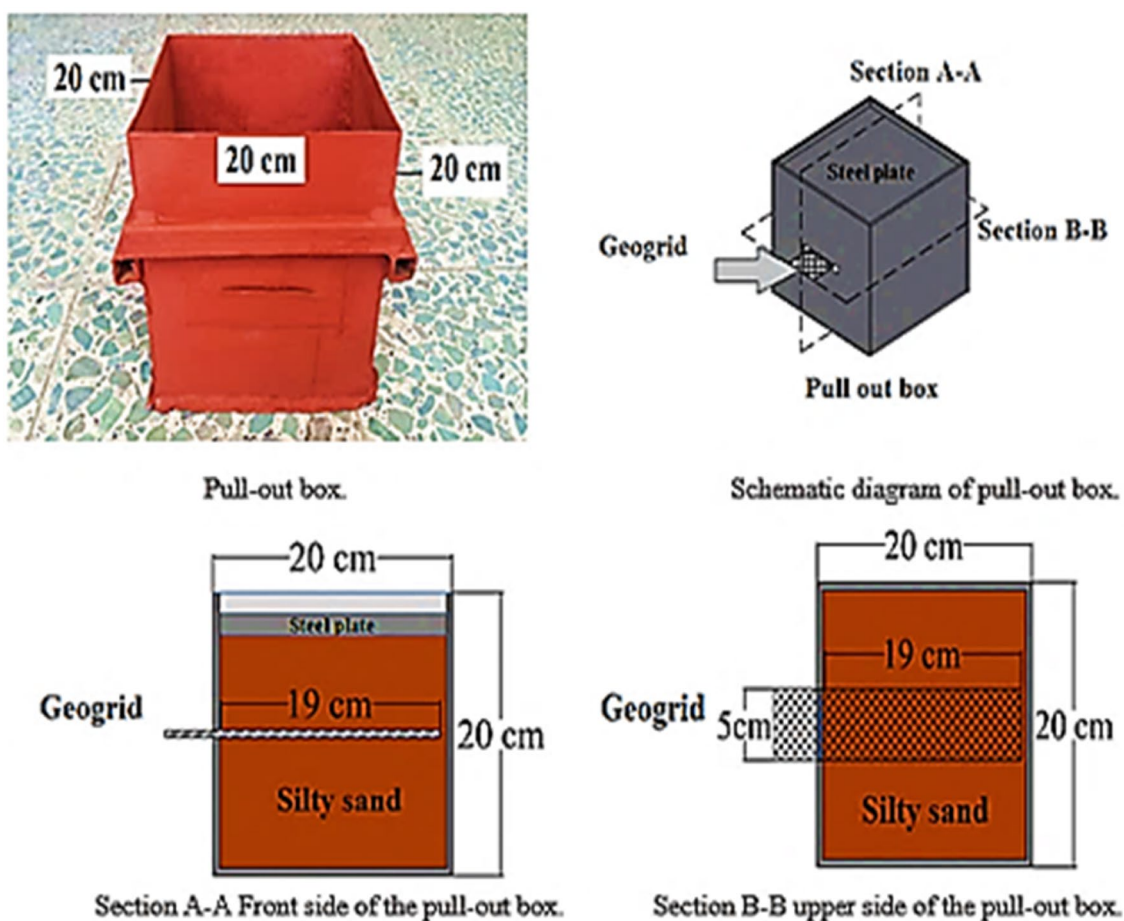 20 cm
20 cm
20 cm
Section A-A
Steel plate
Section B-B
Geogrid
Pull out box
Pull-out box.
Schematic diagram of pull-out box.
20 cm
Steel plate
19 cm
Geogrid
20 cm
Silty sand
Section A-A Front side of the pull-out box.
20 cm
19 cm
Geogrid
5cm
20 cm
Silty sand
Section B-B upper side of the pull-out box.